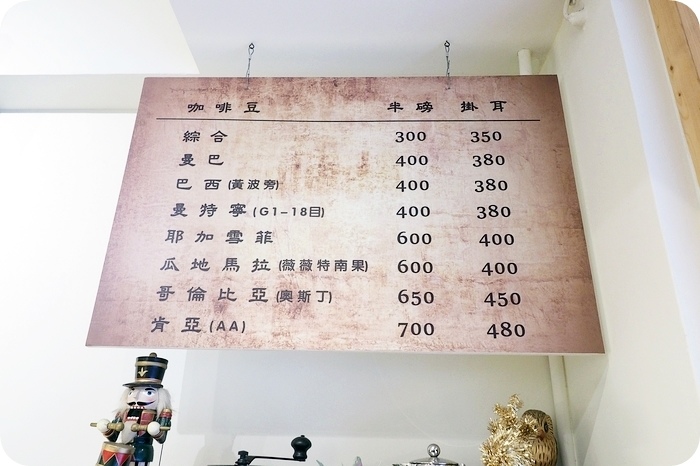 咖啡豆 半磅 掛耳
綜合 300 350
曼巴 400 380
巴西(黃波旁) 400 380
曼特寧(G1-18目) 400 380
耶加雪菲 600 400
瓜地馬拉(薇薇特南果) 600 400
哥倫比亞(奧斯丁) 650 450
肯亞(AA) 700 480